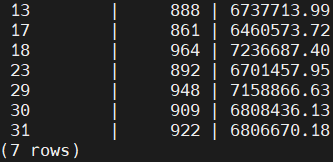 13 | 888 | 6737713.99
17 | 861 | 6460573.72
18 | 964 | 7236687.40
23 | 892 | 6701457.95
29 | 948 | 7158866.63
30 | 909 | 6808436.13
31 | 922 | 6806670.18
(7 rows)